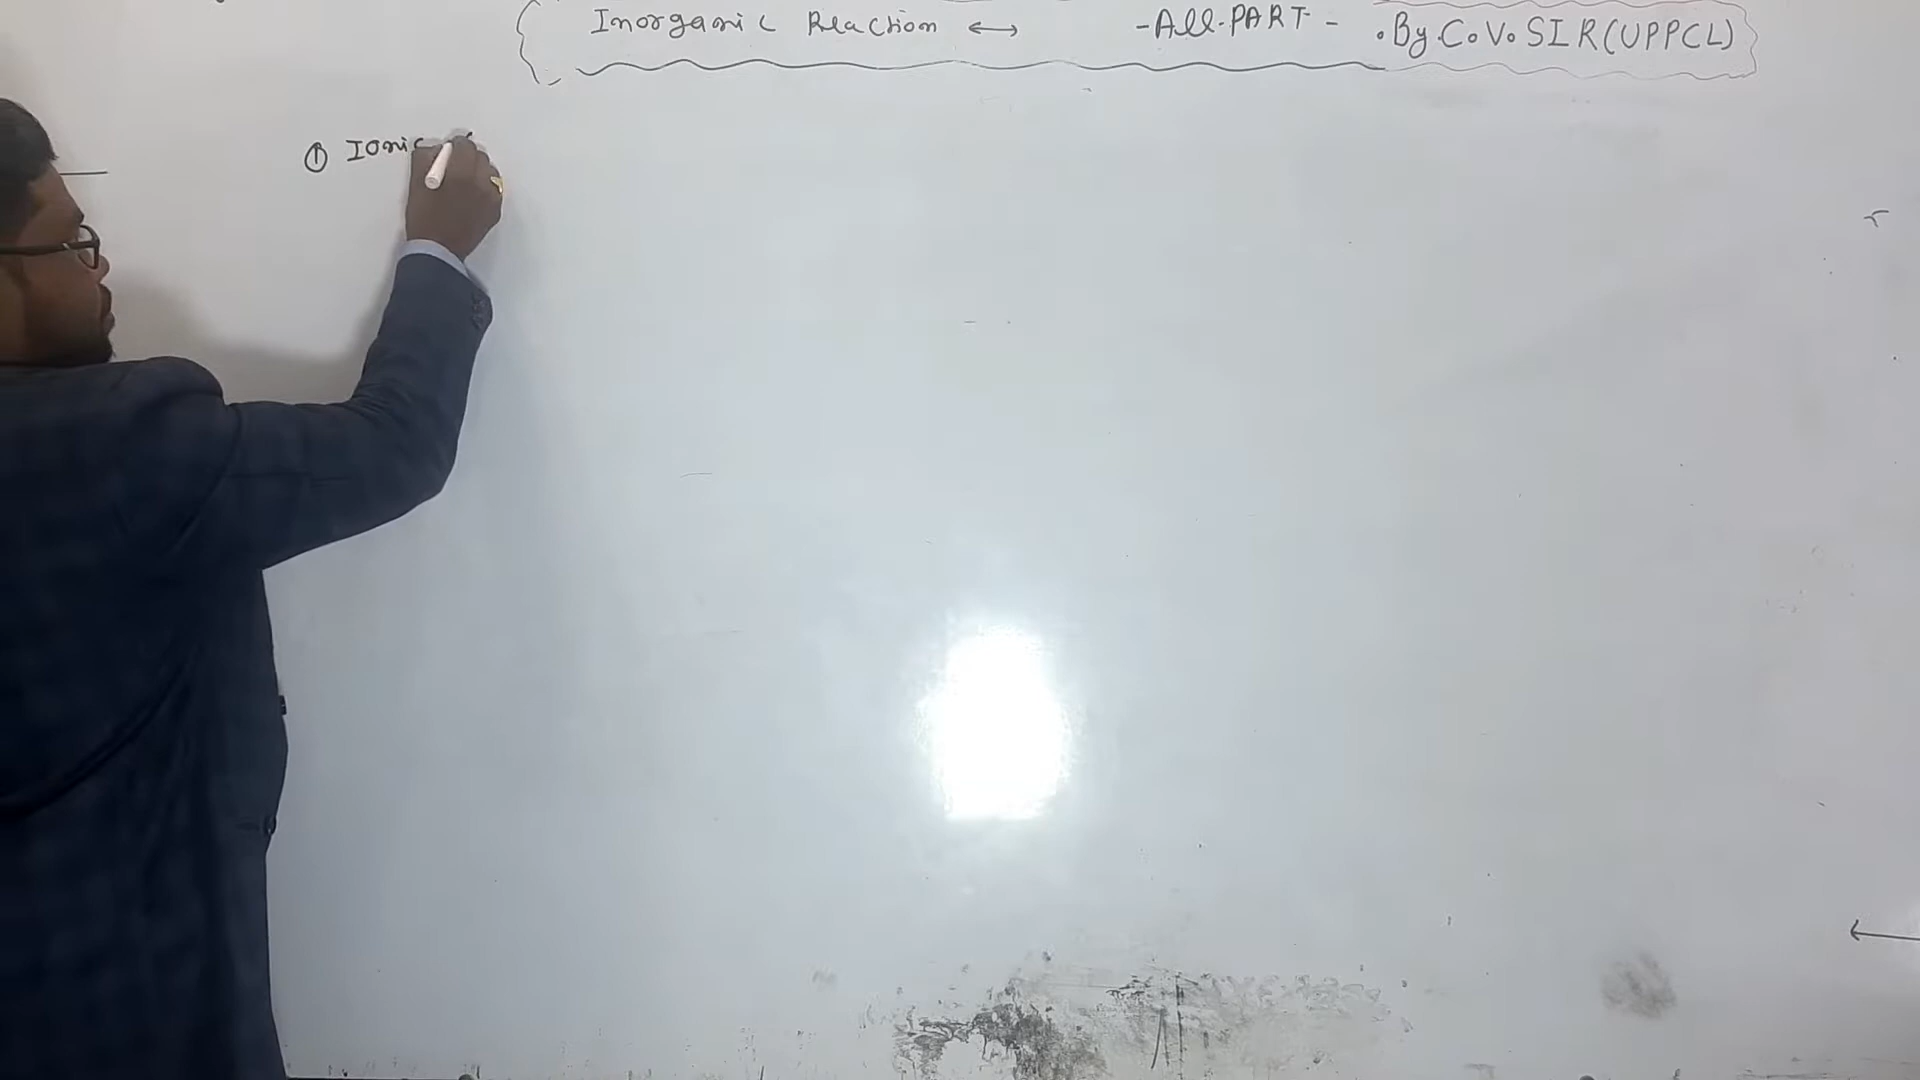 Inorganic Reaction ↔ -All-PART- .By.C.V.SIR(UPPCL)
① Ionic